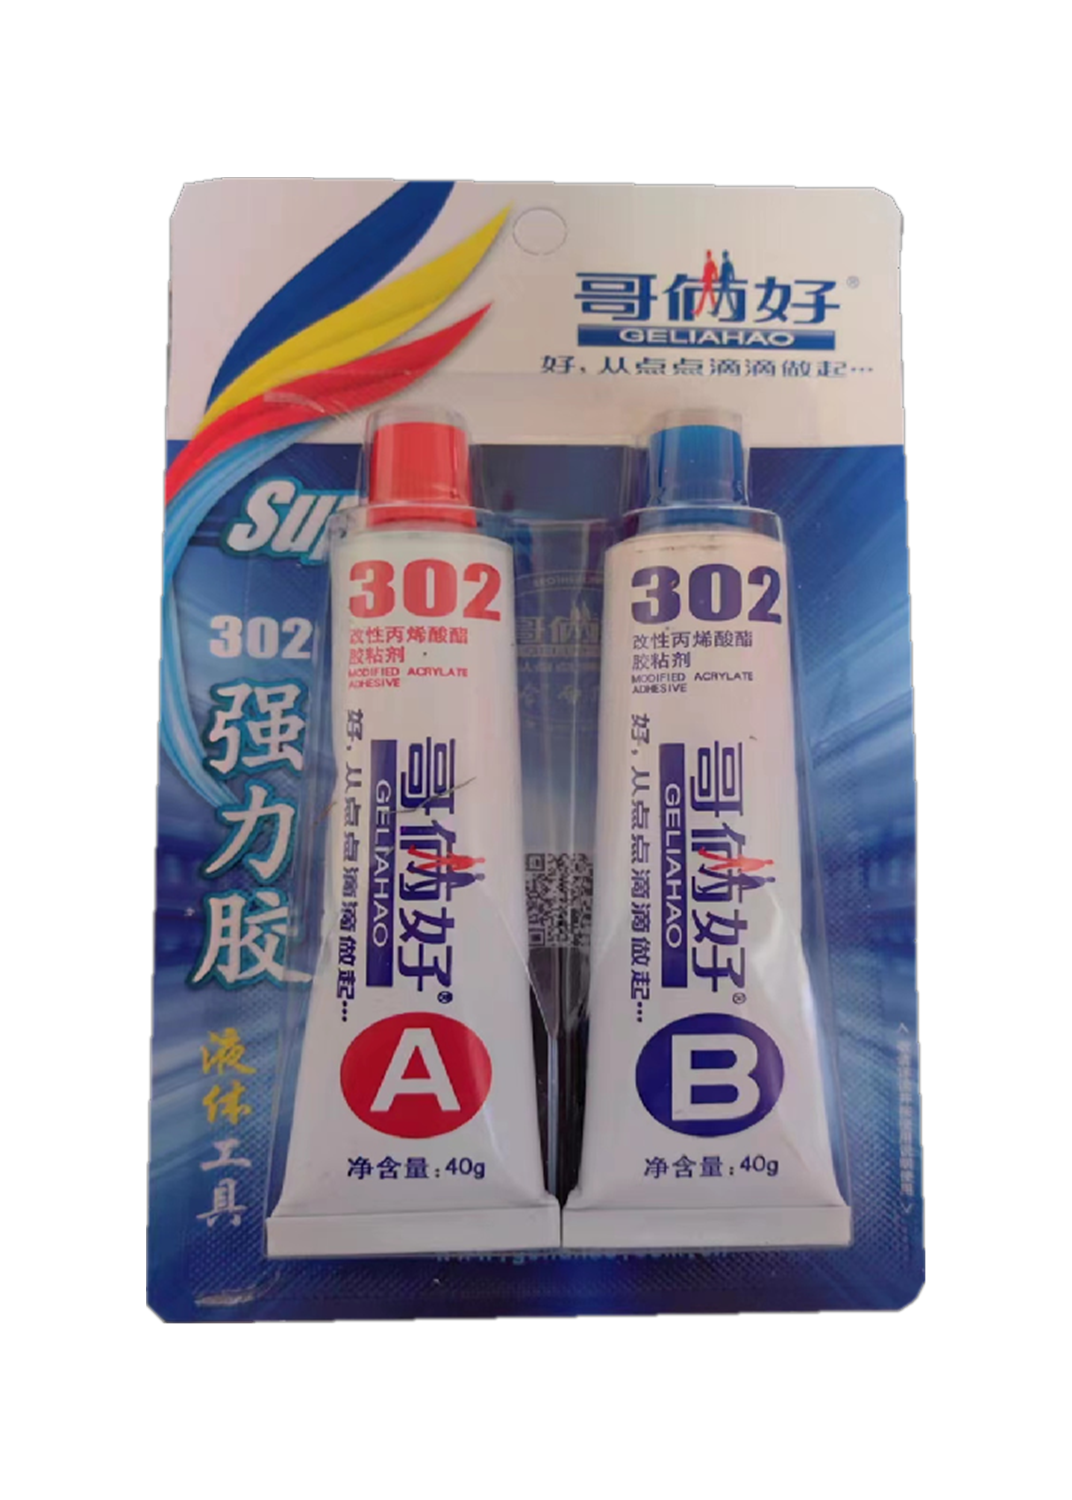 哥俩好®
GELIAHAO
好，从点点滴滴做起…
302
强力胶
液体工具
302
改性丙烯酸酯
胶粘剂
MODIFIED ACRYLATE
ADHESIVE
好，从点点滴滴做起…
哥俩好®
GELIAHAO
A
净含量：40g
302
改性丙烯酸酯
胶粘剂
MODIFIED ACRYLATE
ADHESIVE
好，从点点滴滴做起…
哥俩好®
GELIAHAO
B
净含量：40g